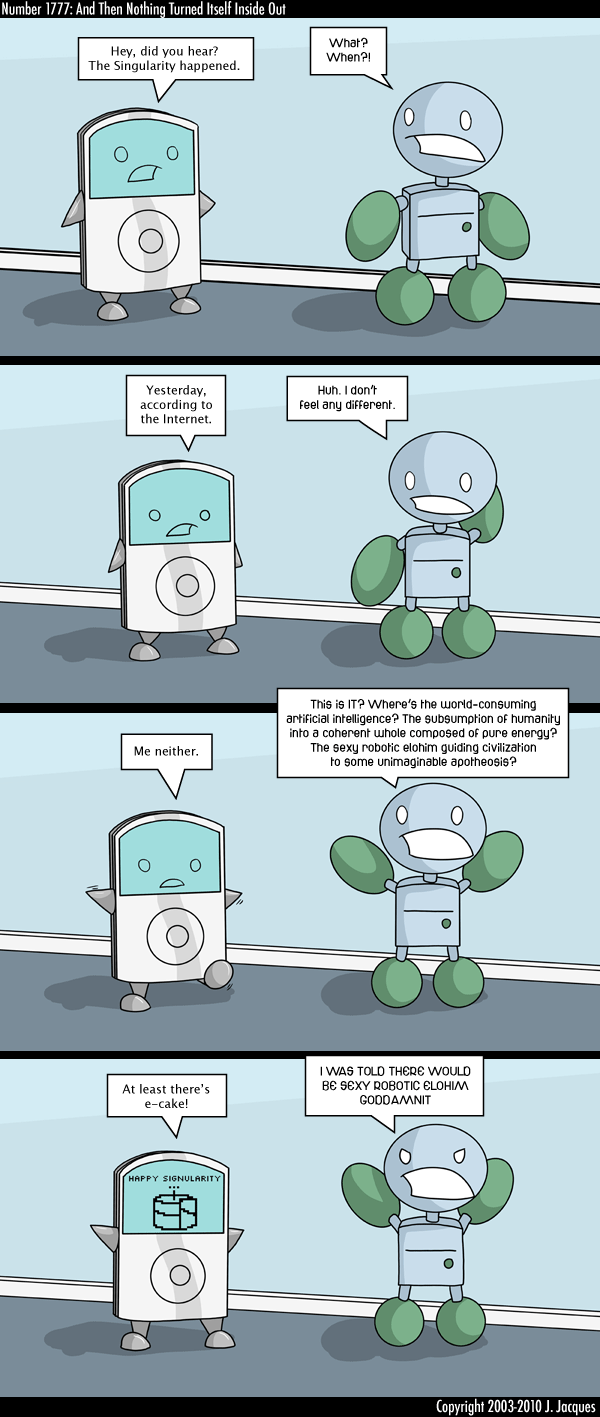 Number 1777: And Then Nothing Turned Itself Inside Out
Hey, did you hear?
The Singularity happened.
What?
When?!
Yesterday,
according to
the Internet.
Huh. I don't
feel any different.
Me neither.
This is IT? Where's the world-consuming
artificial intelligence? The subsumption of humanity
into a coherent whole composed of pure energy?
The sexy robotic elohim guiding civilization
to some unimaginable apotheosis?
At least there's
e-cake!
HAPPY SIGNULARITY
I WAS TOLD THERE WOULD
BE SEXY ROBOTIC ELOHIM
GODDAMNIT
Copyright 2003-2010 J. Jacques